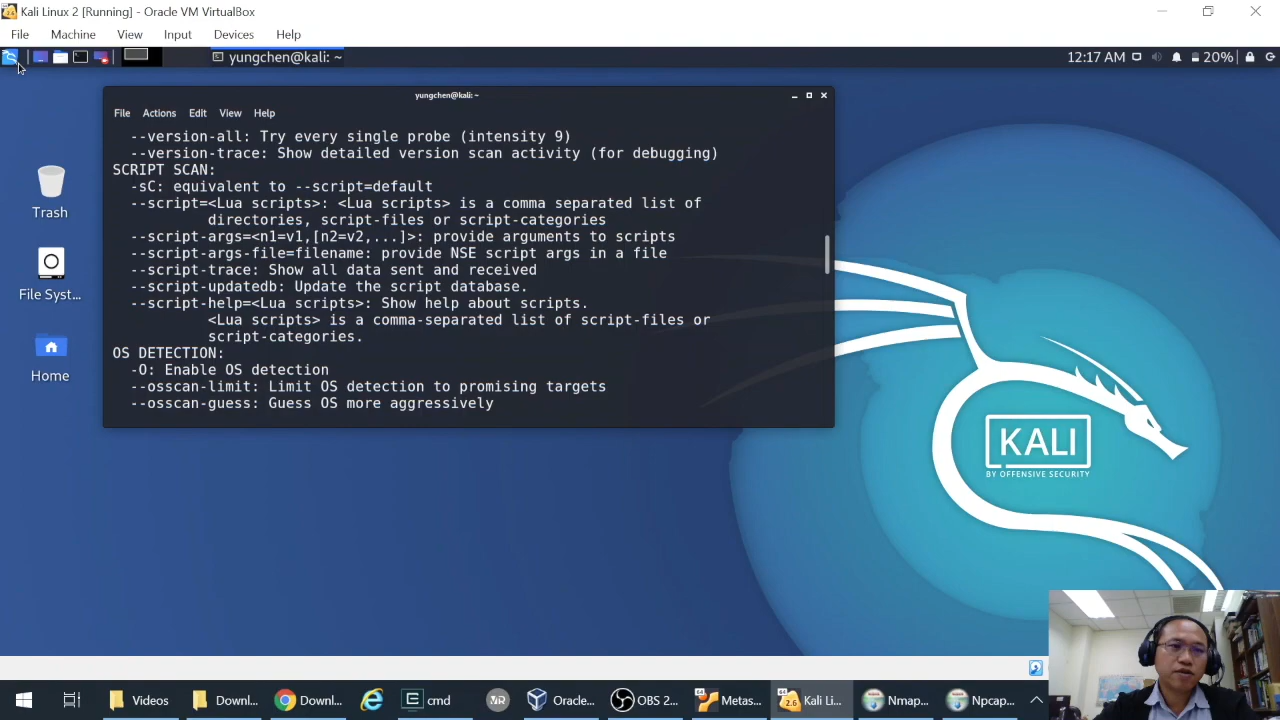 Kali Linux 2 [Running] - Oracle VM VirtualBox
File Machine View Input Devices Help
yungchen@kali: ~
12:17 AM
20%
yungchen@kali: ~
File Actions Edit View Help
--version-all: Try every single probe (intensity 9)
--version-trace: Show detailed version scan activity (for debugging)
SCRIPT SCAN:
-sC: equivalent to --script=default
--script=<Lua scripts>: <Lua scripts> is a comma separated list of
directories, script-files or script-categories
--script-args=<n1=v1,[n2=v2,...]>: provide arguments to scripts
--script-args-file=filename: provide NSE script args in a file
--script-trace: Show all data sent and received
--script-updatedb: Update the script database.
--script-help=<Lua scripts>: Show help about scripts.
<Lua scripts> is a comma-separated list of script-files or
script-categories.
OS DETECTION:
-O: Enable OS detection
--osscan-limit: Limit OS detection to promising targets
--osscan-guess: Guess OS more aggressively
Trash
File Syst...
Home
KALI
BY OFFENSIVE SECURITY
Videos
Downl...
Downl...
cmd
Oracle...
OBS 2...
Metas...
Kali Li...
Nmap...
Npcap...